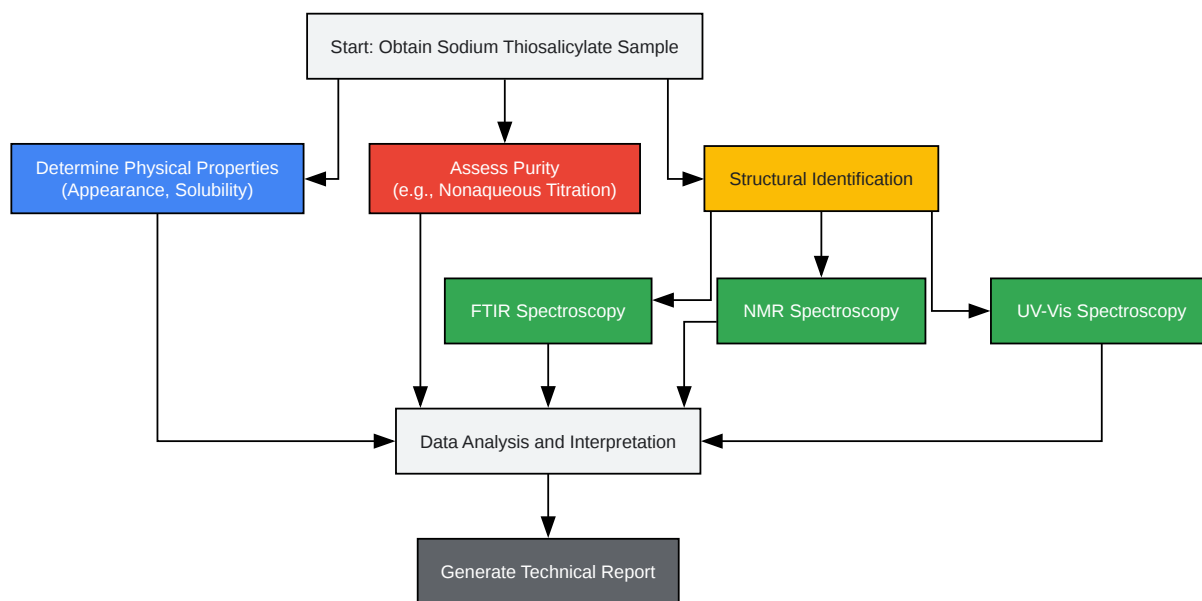 Start: Obtain Sodium Thiosalicylate Sample
Determine Physical Properties
(Appearance, Solubility)
Assess Purity
(e.g., Nonaqueous Titration)
Structural Identification
FTIR Spectroscopy
NMR Spectroscopy
UV-Vis Spectroscopy
Data Analysis and Interpretation
Generate Technical Report